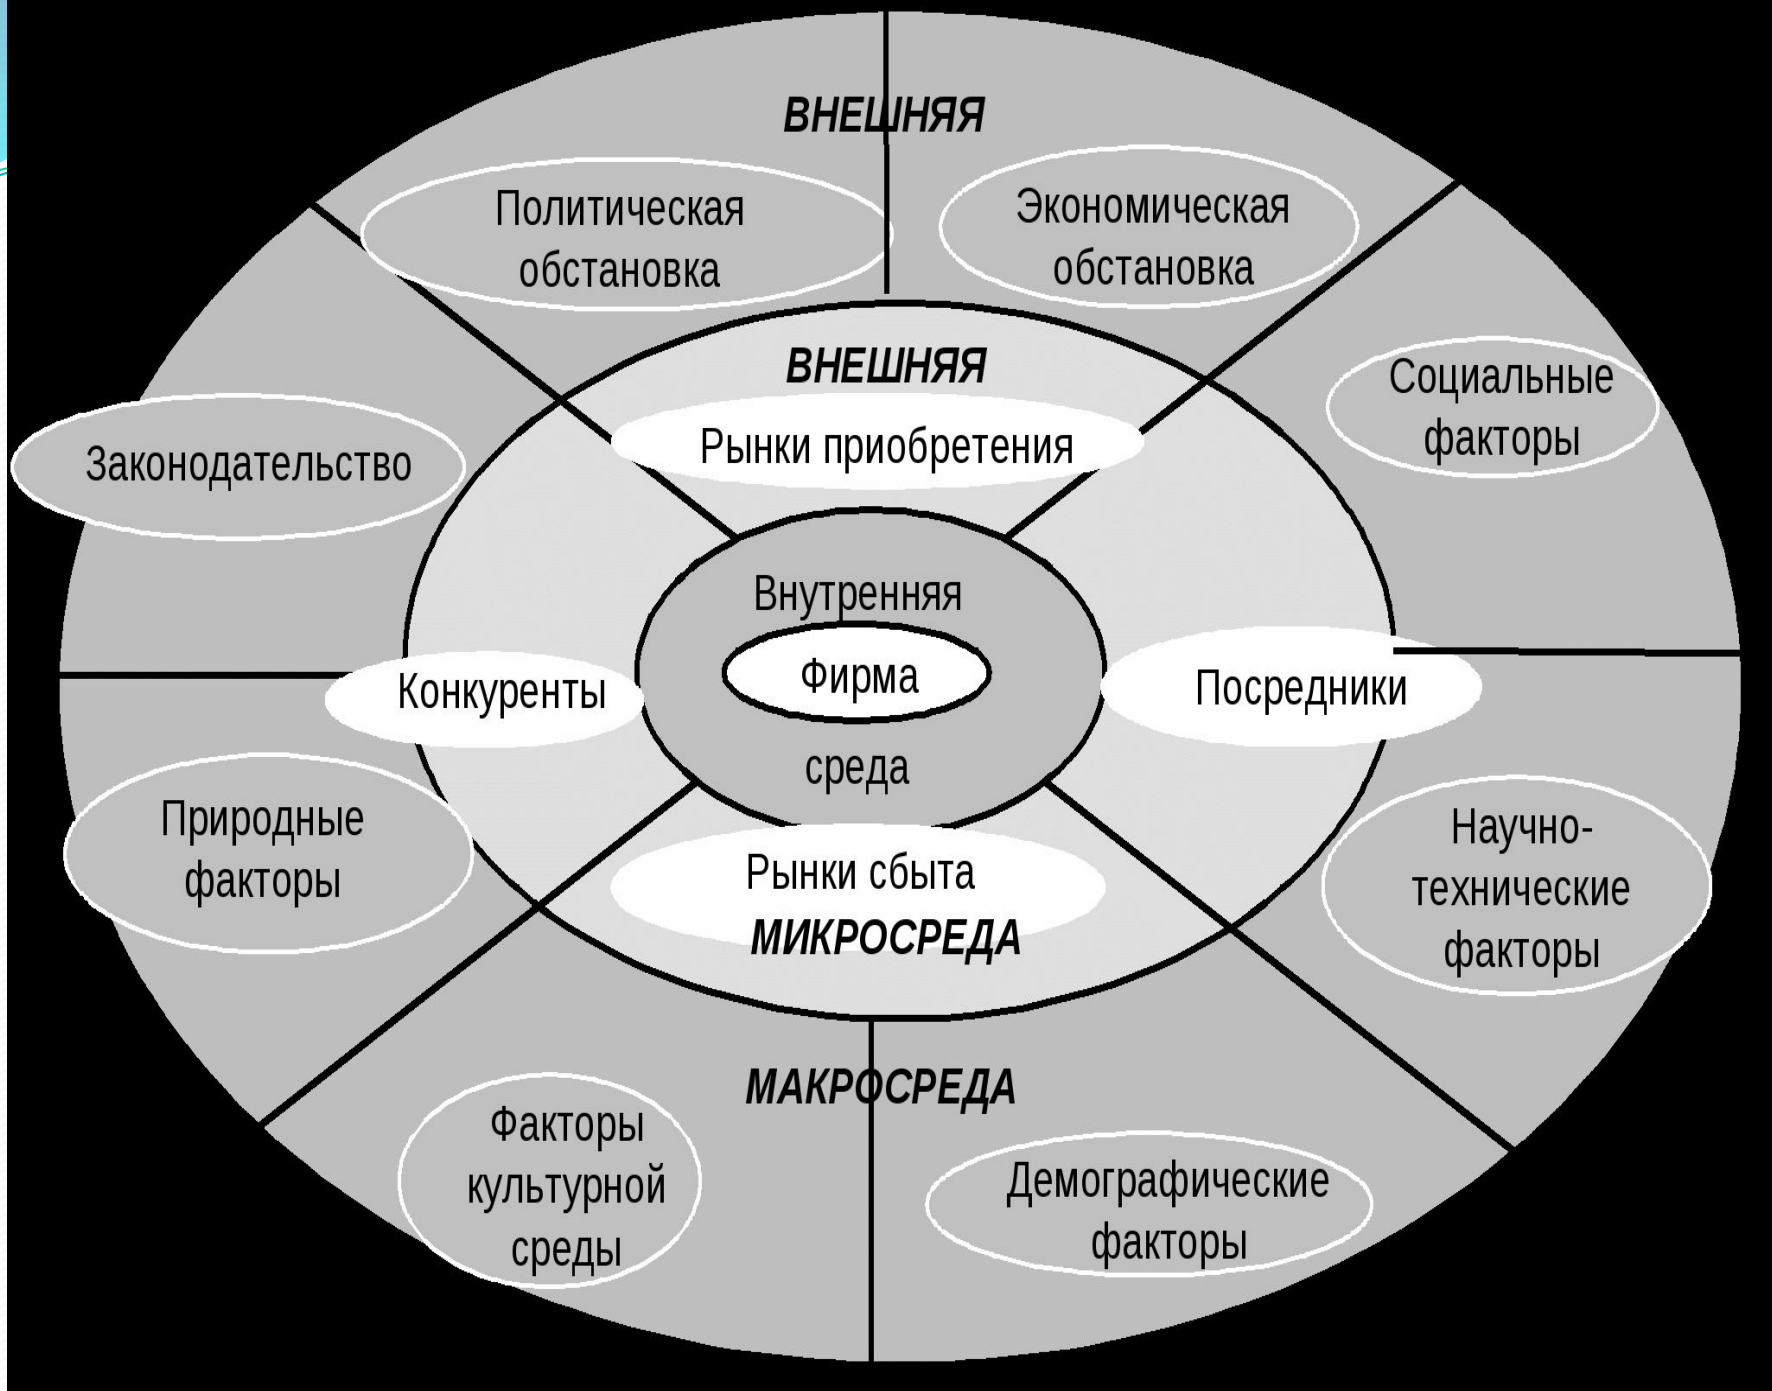 ВНЕШНЯЯ
Политическая
обстановка
Экономическая
обстановка
ВНЕШНЯЯ
Рынки приобретения
Социальные
факторы
Законодательство
Внутренняя
Фирма
среда
Конкуренты
Посредники
Природные
факторы
Рынки сбыта
МИКРОСРЕДА
Научно-
технические
факторы
МАКРОСРЕДА
Факторы
культурной
среды
Демографические
факторы